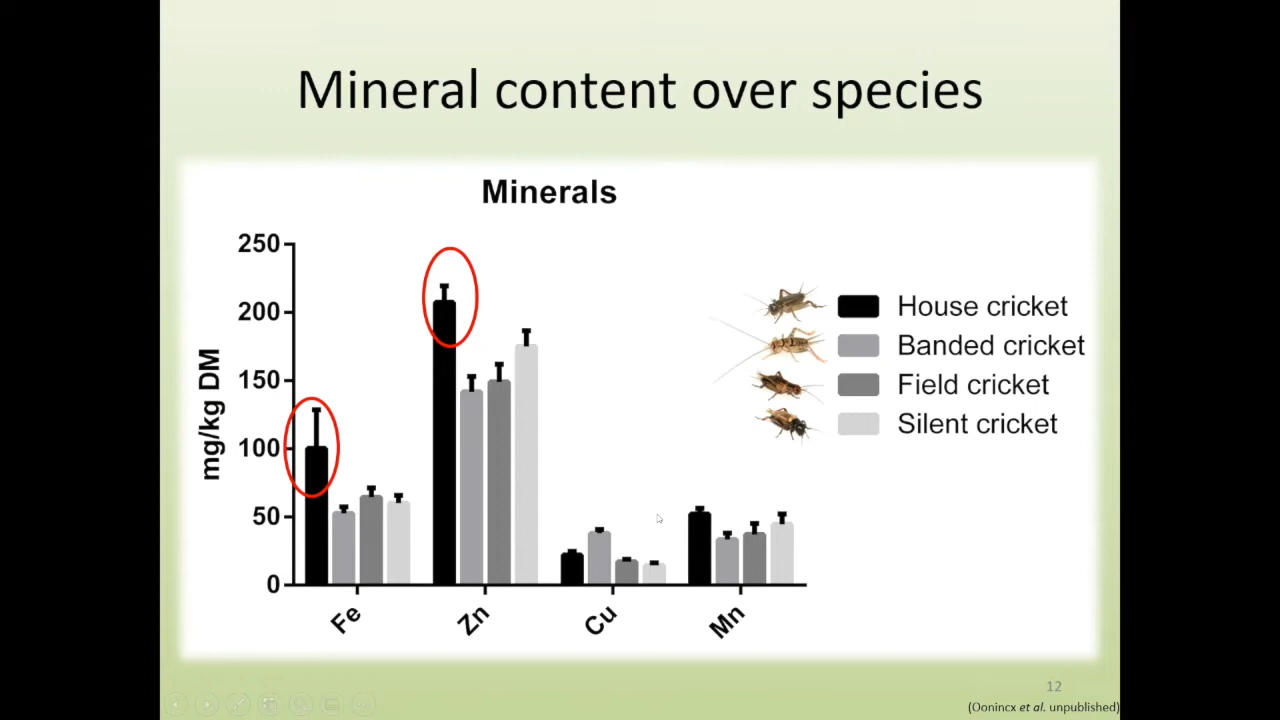 Mineral content over species
Minerals
250
200
150
100
50
0
mg/kg DM
Fe
Zn
Cu
Mn
House cricket
Banded cricket
Field cricket
Silent cricket
12
(Oonincx et al. unpublished)